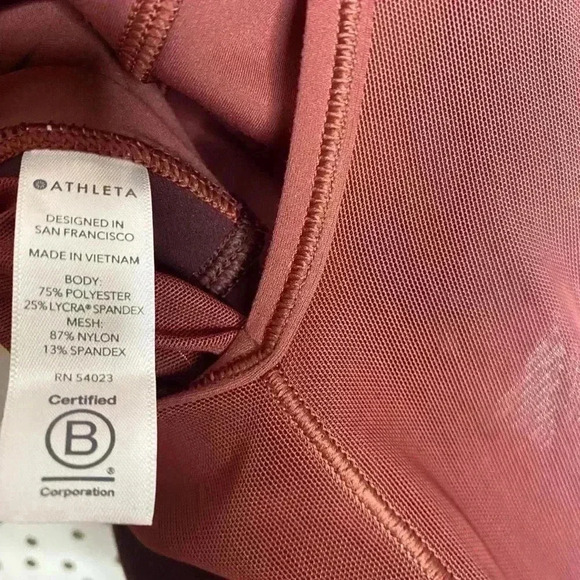 ATHLETA
DESIGNED IN
SAN FRANCISCO
MADE IN VIETNAM
BODY:
75% POLYESTER
25% LYCRA® SPANDEX
MESH:
87% NYLON
13% SPANDEX
RN 54023
Certified
B
®
Corporation